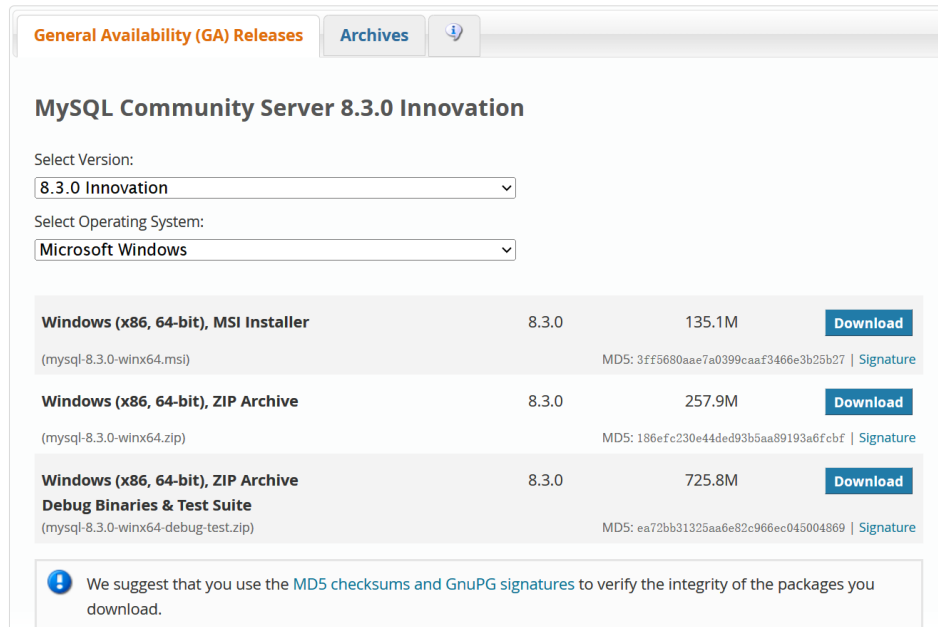 General Availability (GA) Releases Archives
MySQL Community Server 8.3.0 Innovation
Select Version:
8.3.0 Innovation
Select Operating System:
Microsoft Windows
Windows (x86, 64-bit), MSI Installer 8.3.0 135.1M Download
(mysql-8.3.0-winx64.msi) MD5: 3ff5680aae7a0399caaf3466e3b25b27 | Signature
Windows (x86, 64-bit), ZIP Archive 8.3.0 257.9M Download
(mysql-8.3.0-winx64.zip) MD5: 186efc230e44ded93b5aa89193a6fcbf | Signature
Windows (x86, 64-bit), ZIP Archive 8.3.0 725.8M Download
Debug Binaries & Test Suite
(mysql-8.3.0-winx64-debug-test.zip) MD5: ea72bb31325aa6e82c966ec045004869 | Signature
We suggest that you use the MD5 checksums and GnuPG signatures to verify the integrity of the packages you
download.